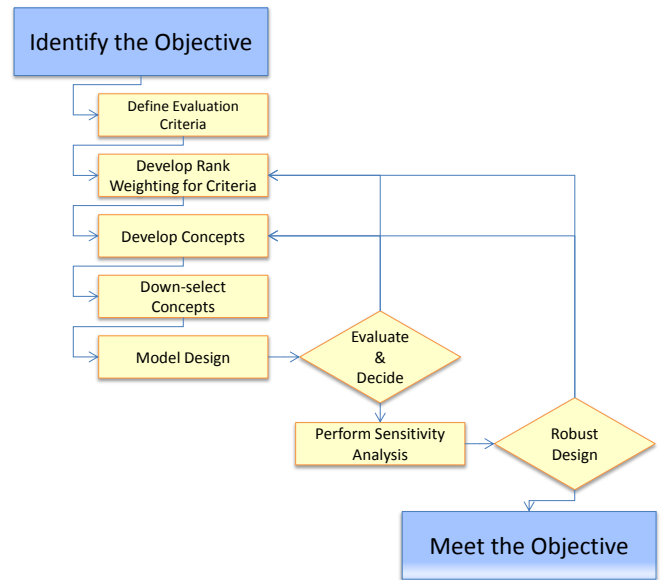 Identify the Objective
Define Evaluation
Criteria
Develop Rank
Weighting for Criteria
Develop Concepts
Down-select
Concepts
Model Design
Evaluate
&
Decide
Perform Sensitivity
Analysis
Robust
Design
Meet the Objective